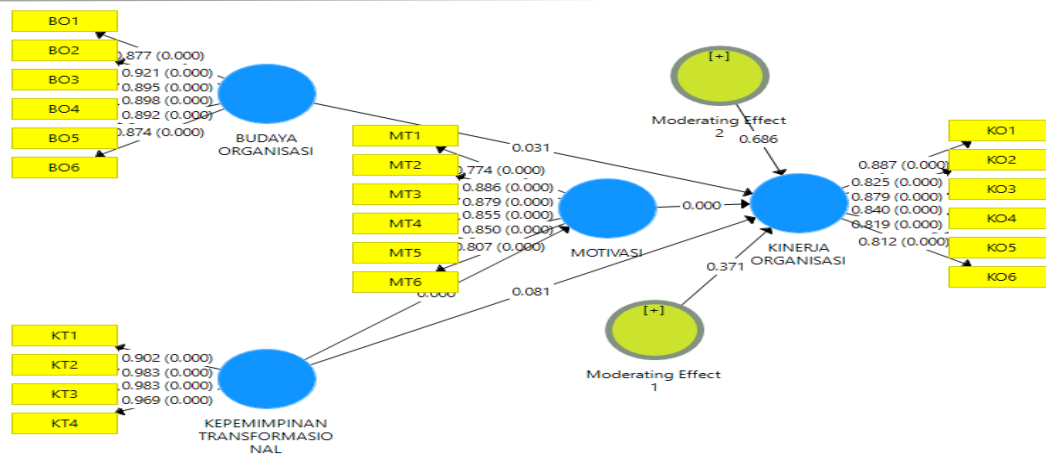 BO1
BO2
BO3
BO4
BO5
BO6
0.877 (0.000)
0.921 (0.000)
0.895 (0.000)
0.898 (0.000)
0.892 (0.000)
0.874 (0.000)
BUDAYA
ORGANISASI
MT1
MT2
MT3
MT4
MT5
MT6
0.774 (0.000)
0.886 (0.000)
0.879 (0.000)
0.855 (0.000)
0.850 (0.000)
0.807 (0.000)
MOTIVASI
0.031
0.000
0.081
0.000
[+]
Moderating Effect
2
0.686
KINERJA
ORGANISASI
0.371
[+]
Moderating Effect
1
KO1
KO2
KO3
KO4
KO5
KO6
0.887 (0.000)
0.825 (0.000)
0.879 (0.000)
0.840 (0.000)
0.819 (0.000)
0.812 (0.000)
KT1
KT2
KT3
KT4
0.902 (0.000)
0.983 (0.000)
0.983 (0.000)
0.969 (0.000)
KEPEMIMPINAN
TRANSFORMASIO
NAL